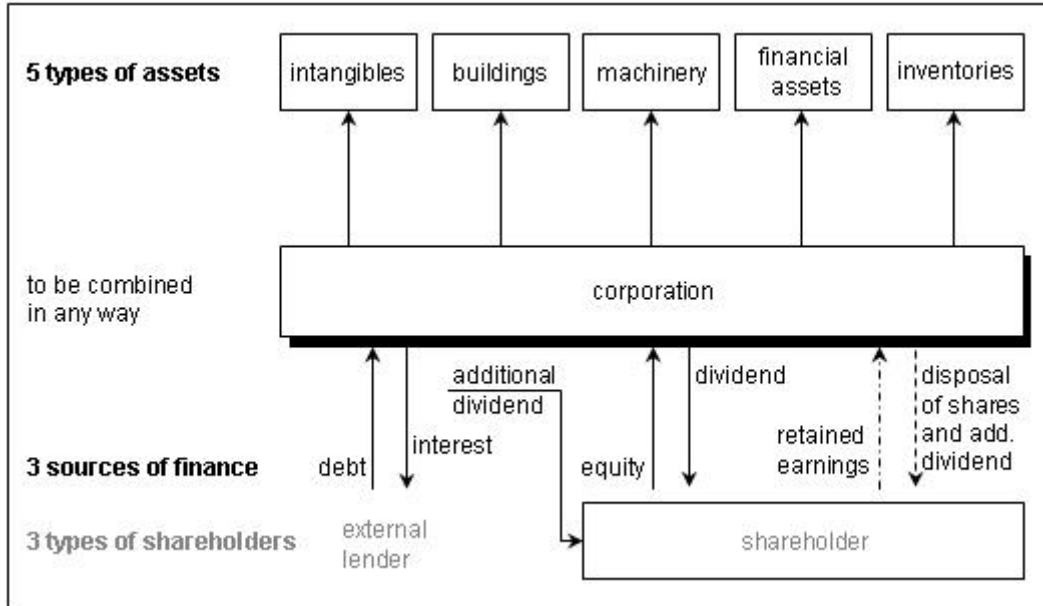 5 types of assets
intangibles
buildings
machinery
financial
assets
inventories
to be combined
in any way
corporation
additional
dividend
dividend
disposal
of shares
and add.
dividend
interest
retained
earnings
3 sources of finance
debt
equity
3 types of shareholders
external
lender
shareholder